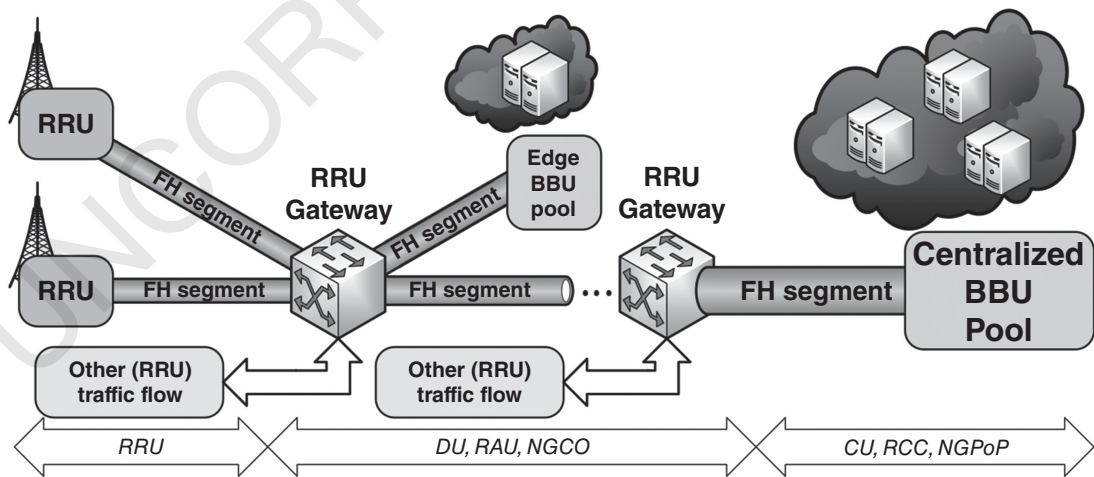 UNCORR
RRU
RRU
FH segment
FH segment
RRU
Gateway
FH segment
FH segment
Edge
BBU
pool
RRU
Gateway
FH segment
Centralized
BBU
Pool
Other (RRU)
traffic flow
Other (RRU)
traffic flow
RRU
DU, RAU, NGCO
CU, RCC, NGPoP